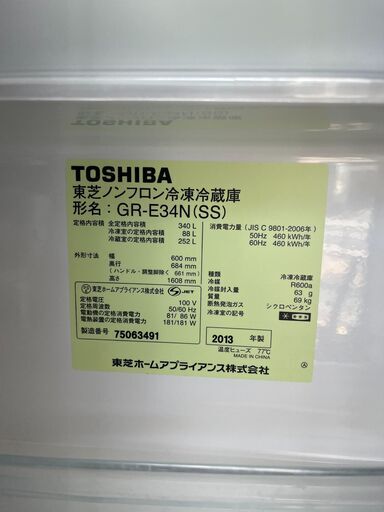 TOSHIBA
東芝ノンフロン冷凍冷蔵庫
形名：GR-E34N(SS)
定格内容積 全定格内容積 340 L
冷凍室の定格内容積 88 L
冷蔵室の定格内容積 252 L
外形寸法 幅 600 mm
奥行 684 mm
(ハンドル・調整脚除く 661 mm)
高さ 1608 mm
東芝ホームアプライアンス株式会社 S JET
定格電圧 100 V
定格周波数 50/60 Hz
電動機の定格消費電力 81/ 86 W
電熱装置の定格消費電力 181/181 W
製造番号 75063491
消費電力量 (JIS C 9801-2006年)
50Hz 460 kWh/年
60Hz 460 kWh/年
種類 冷凍冷蔵庫
冷媒 R600a
冷媒封入量 63 g
質量 69 kg
断熱発泡ガス シクロペンタン
冷凍室の記号
2013 年製
温度ヒューズ 77℃
MADE IN CHINA
Ⓐ
東芝ホームアプライアンス株式会社